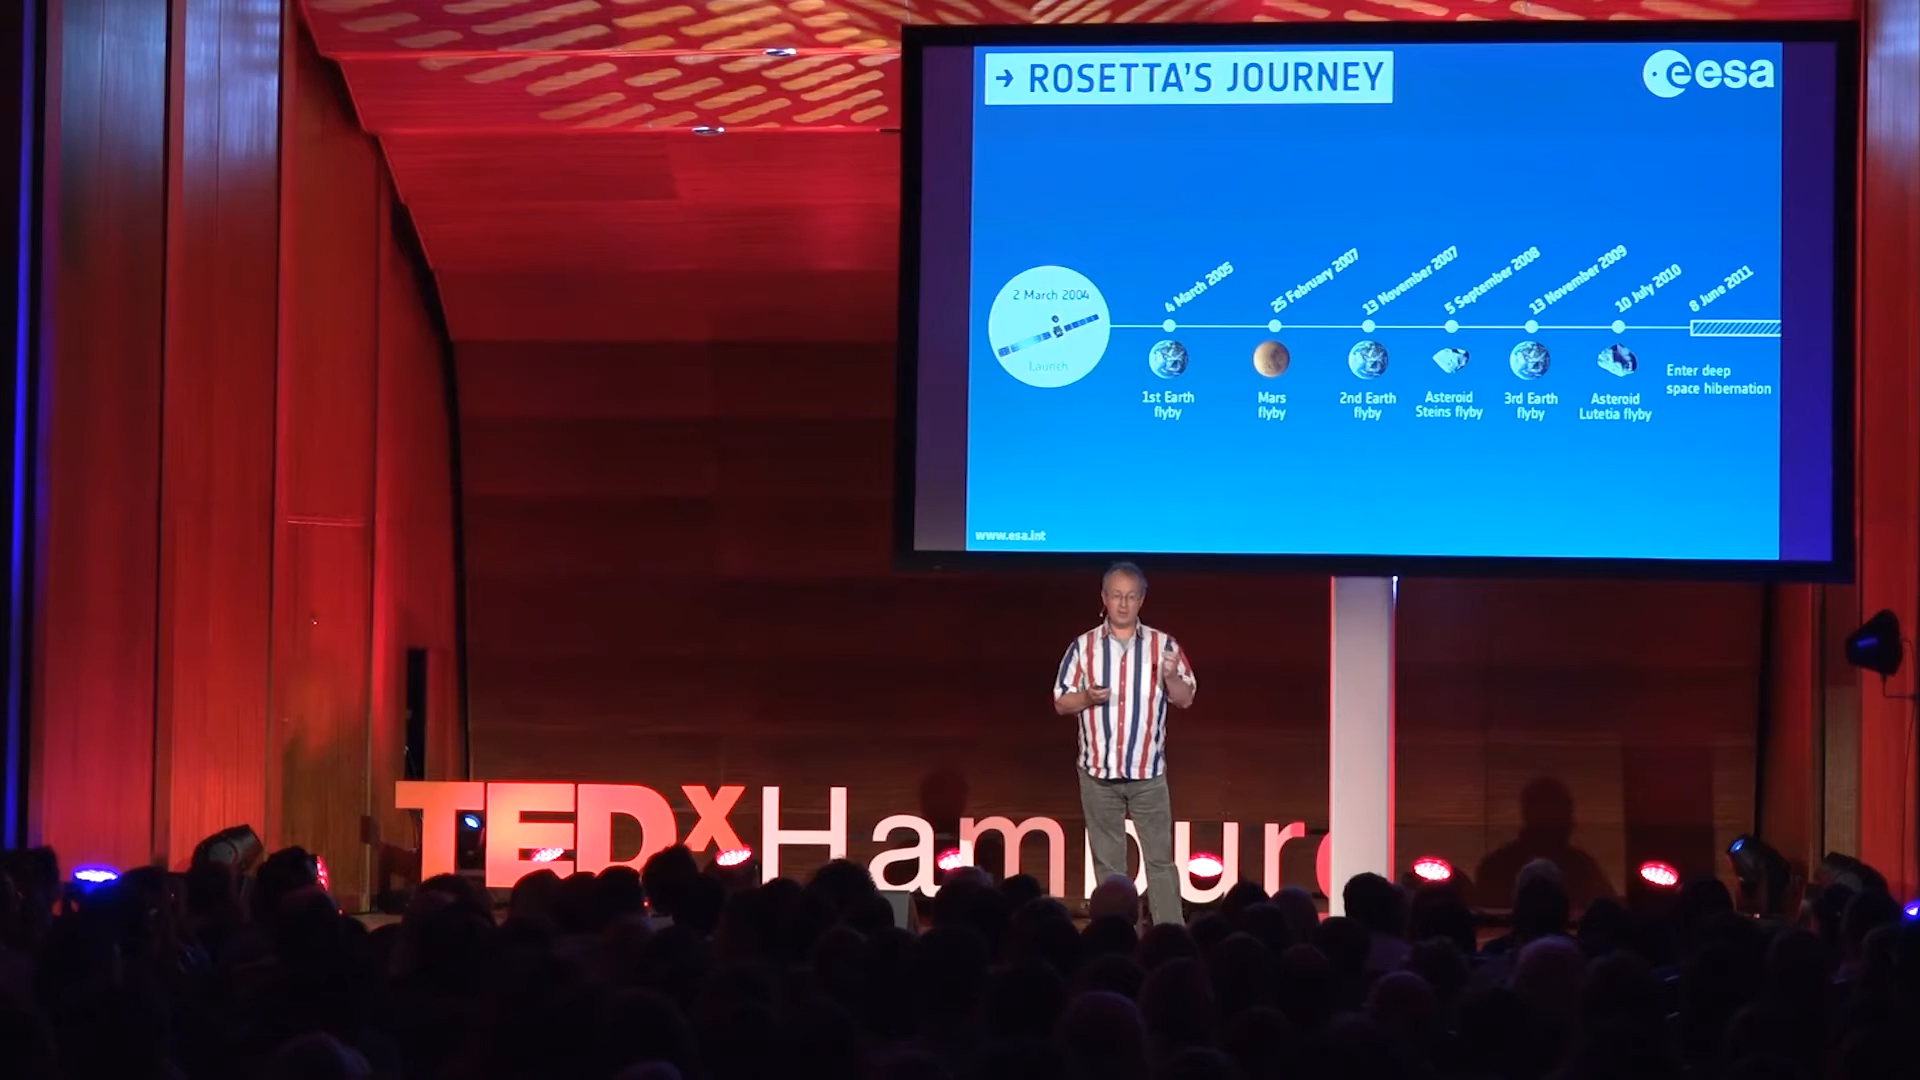 → ROSETTA'S JOURNEY
esa
2 March 2004
Launch
4 March 2005
25 February 2007
13 November 2007
5 September 2008
13 November 2009
10 July 2010
8 June 2011
1st Earth
flyby
Mars
flyby
2nd Earth
flyby
Asteroid
Steins flyby
3rd Earth
flyby
Asteroid
Lutetia flyby
Enter deep
space hibernation
www.esa.int
TEDxHamburg